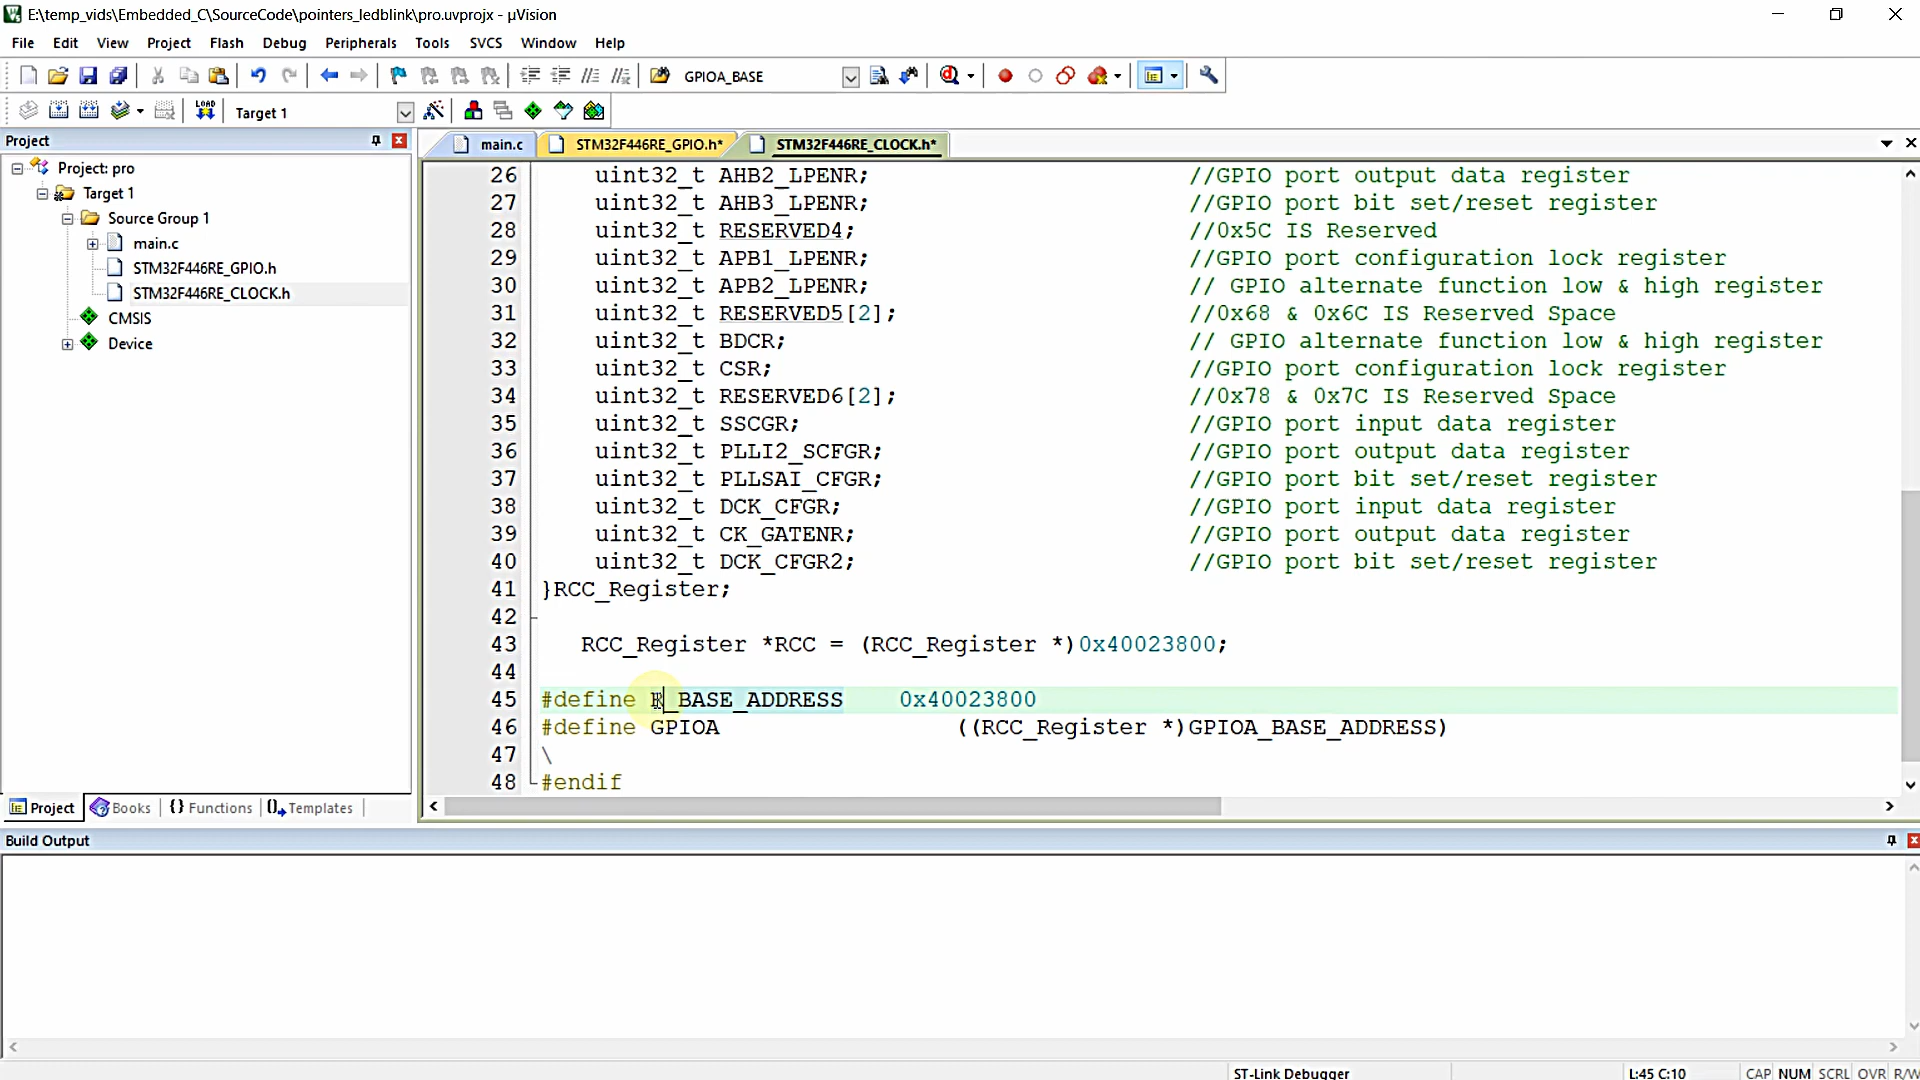 E:\temp_vids\Embedded_C\SourceCode\pointers_ledblink\pro.uvprojx - µVision
File Edit View Project Flash Debug Peripherals Tools SVCS Window Help
GPIOA_BASE
LOAD Target 1
Project
Project: pro
Target 1
Source Group 1
main.c
STM32F446RE_GPIO.h
STM32F446RE_CLOCK.h
CMSIS
Device
Project Books {} Functions Templates
main.c STM32F446RE_GPIO.h* STM32F446RE_CLOCK.h*
26 uint32_t AHB2_LPENR; //GPIO port output data register
27 uint32_t AHB3_LPENR; //GPIO port bit set/reset register
28 uint32_t RESERVED4; //0x5C IS Reserved
29 uint32_t APB1_LPENR; //GPIO port configuration lock register
30 uint32_t APB2_LPENR; // GPIO alternate function low & high register
31 uint32_t RESERVED5[2]; //0x68 & 0x6C IS Reserved Space
32 uint32_t BDCR; // GPIO alternate function low & high register
33 uint32_t CSR; //GPIO port configuration lock register
34 uint32_t RESERVED6[2]; //0x78 & 0x7C IS Reserved Space
35 uint32_t SSCGR; //GPIO port input data register
36 uint32_t PLLI2_SCFGR; //GPIO port output data register
37 uint32_t PLLSAI_CFGR; //GPIO port bit set/reset register
38 uint32_t DCK_CFGR; //GPIO port input data register
39 uint32_t CK_GATENR; //GPIO port output data register
40 uint32_t DCK_CFGR2; //GPIO port bit set/reset register
41 }RCC_Register;
42
43 RCC_Register *RCC = (RCC_Register *)0x40023800;
44
45 #define R_BASE_ADDRESS 0x40023800
46 #define GPIOA ((RCC_Register *)GPIOA_BASE_ADDRESS)
47 \
48 #endif
Build Output
ST-Link Debugger L:45 C:10 CAP NUM SCRL OVR R/W